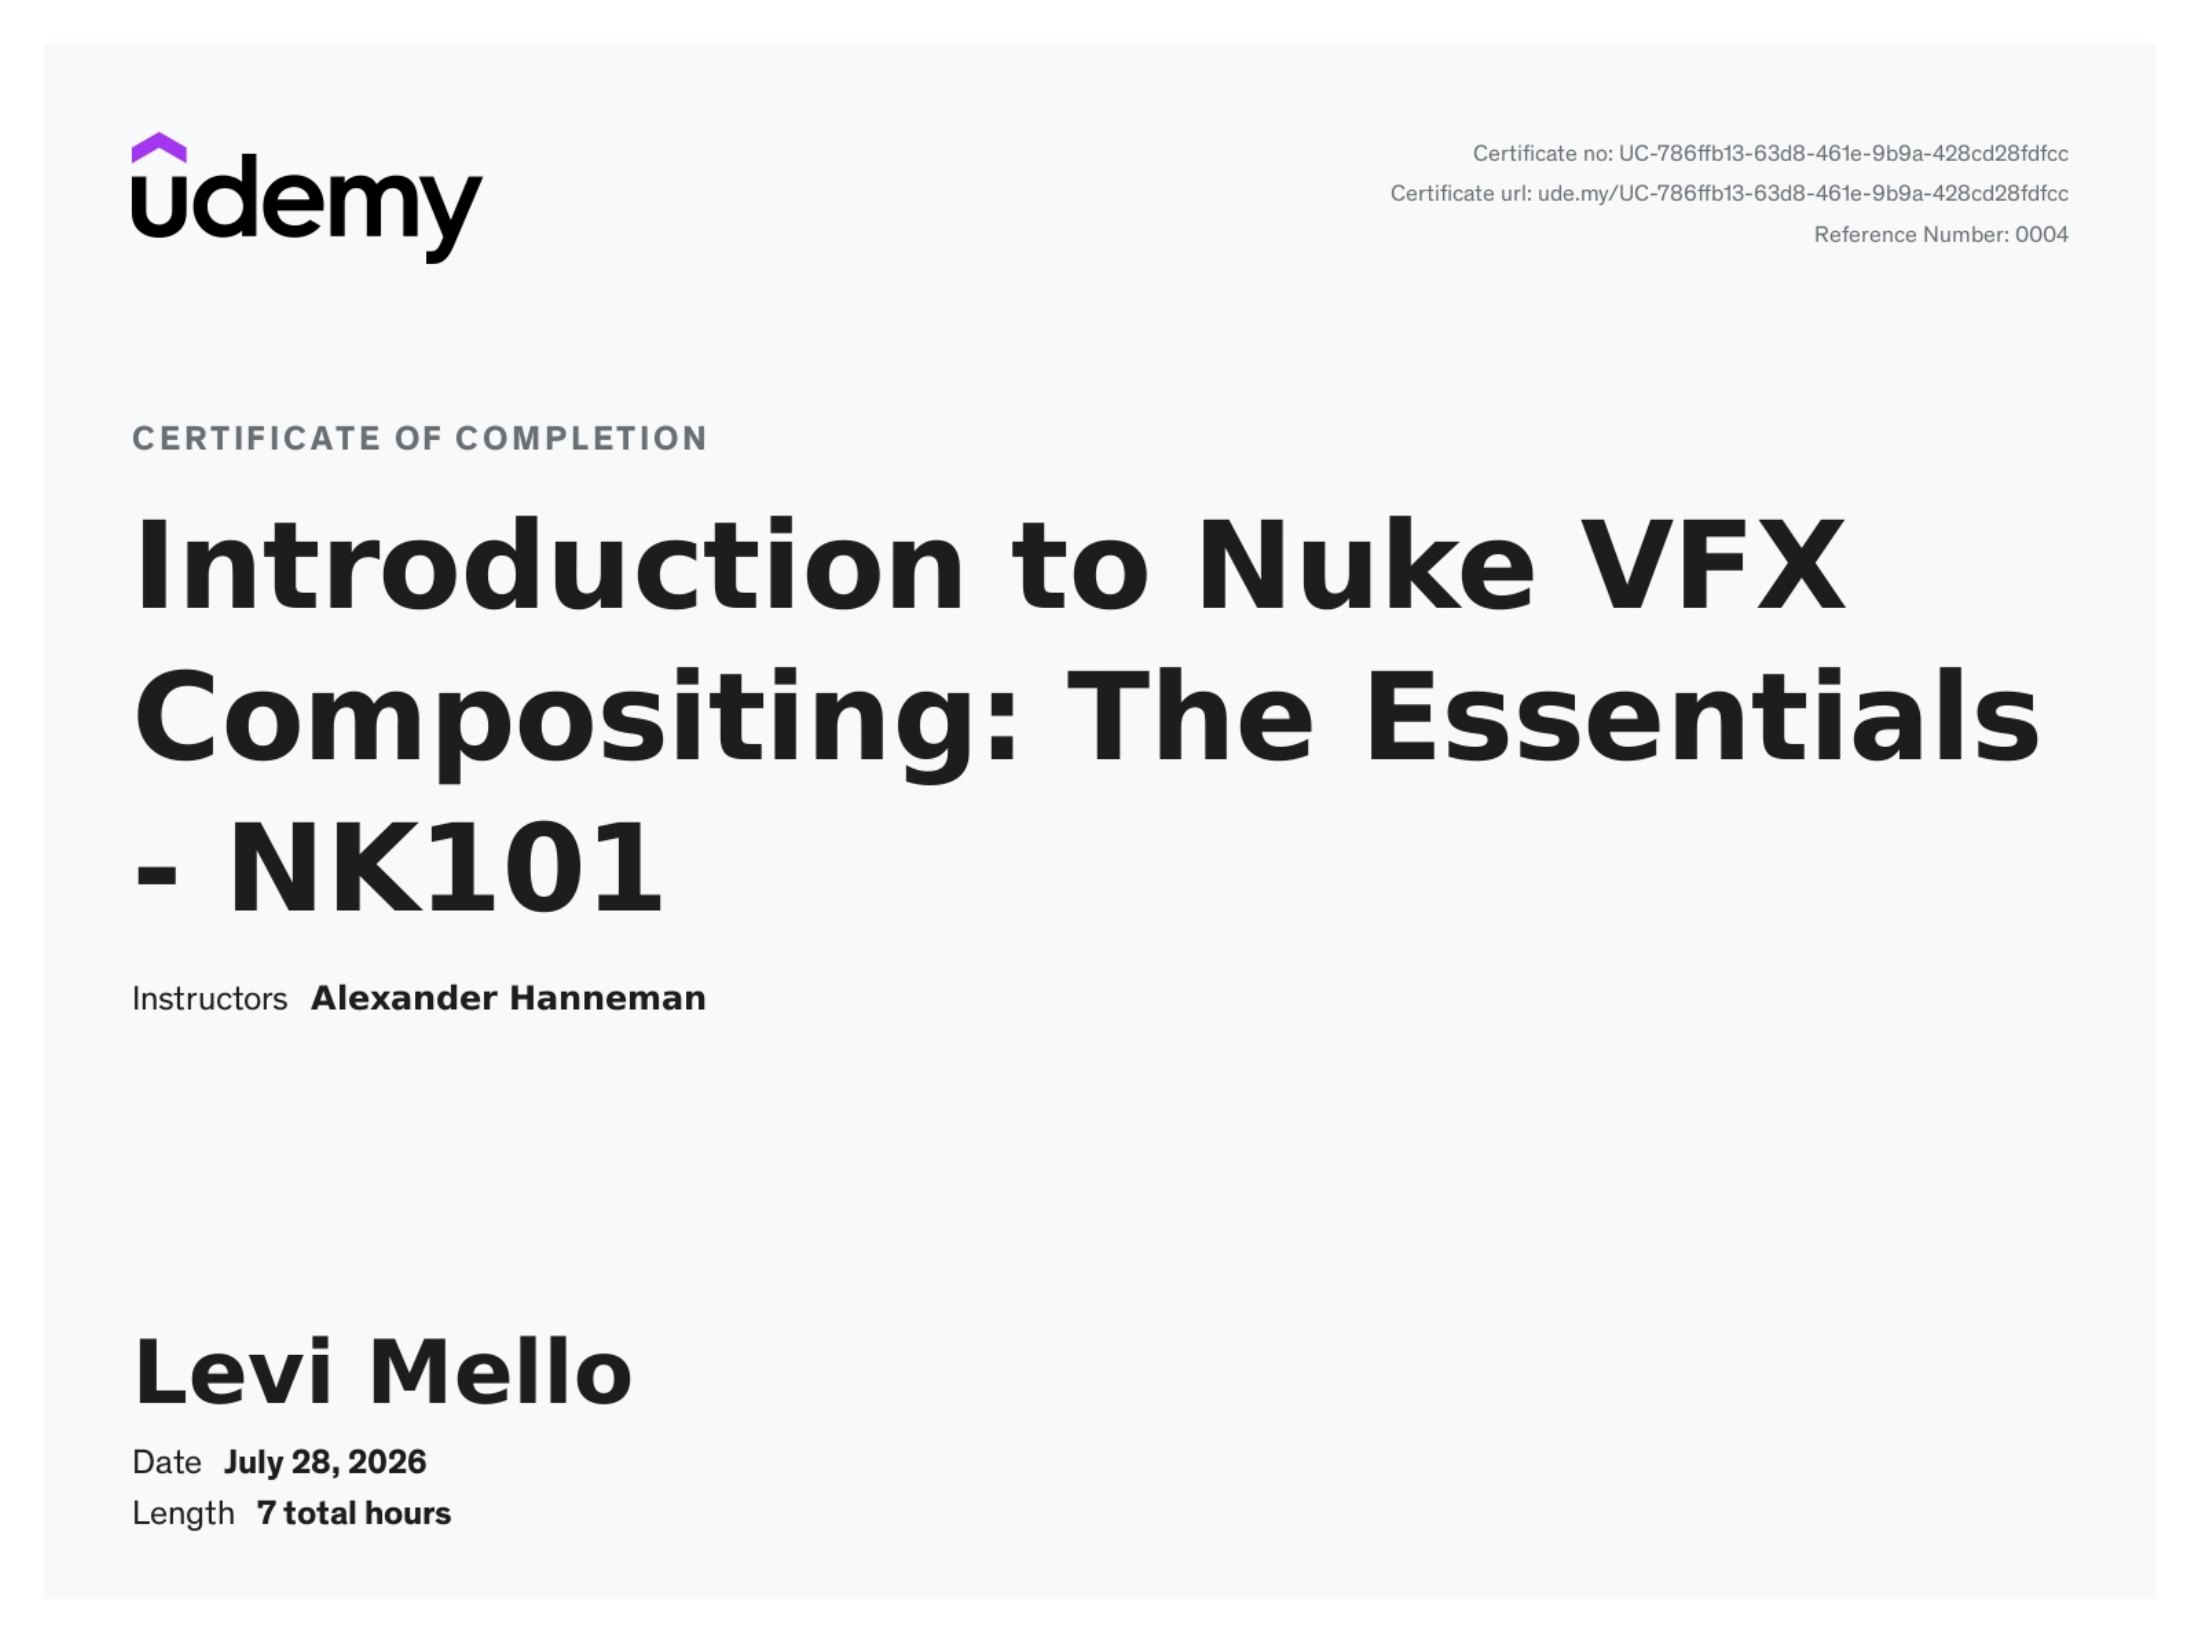 udemy
Certificate no: UC-786ffb13-63d8-461e-9b9a-428cd28fdfcc
Certificate url: ude.my/UC-786ffb13-63d8-461e-9b9a-428cd28fdfcc
Reference Number: 0004
CERTIFICATE OF COMPLETION
Introduction to Nuke VFX
Compositing: The Essentials
- NK101
Instructors Alexander Hanneman
Levi Mello
Date July 28, 2026
Length 7 total hours